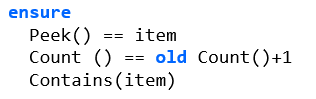 ensure
Peek() == item
Count () == old Count()+1
Contains(item)